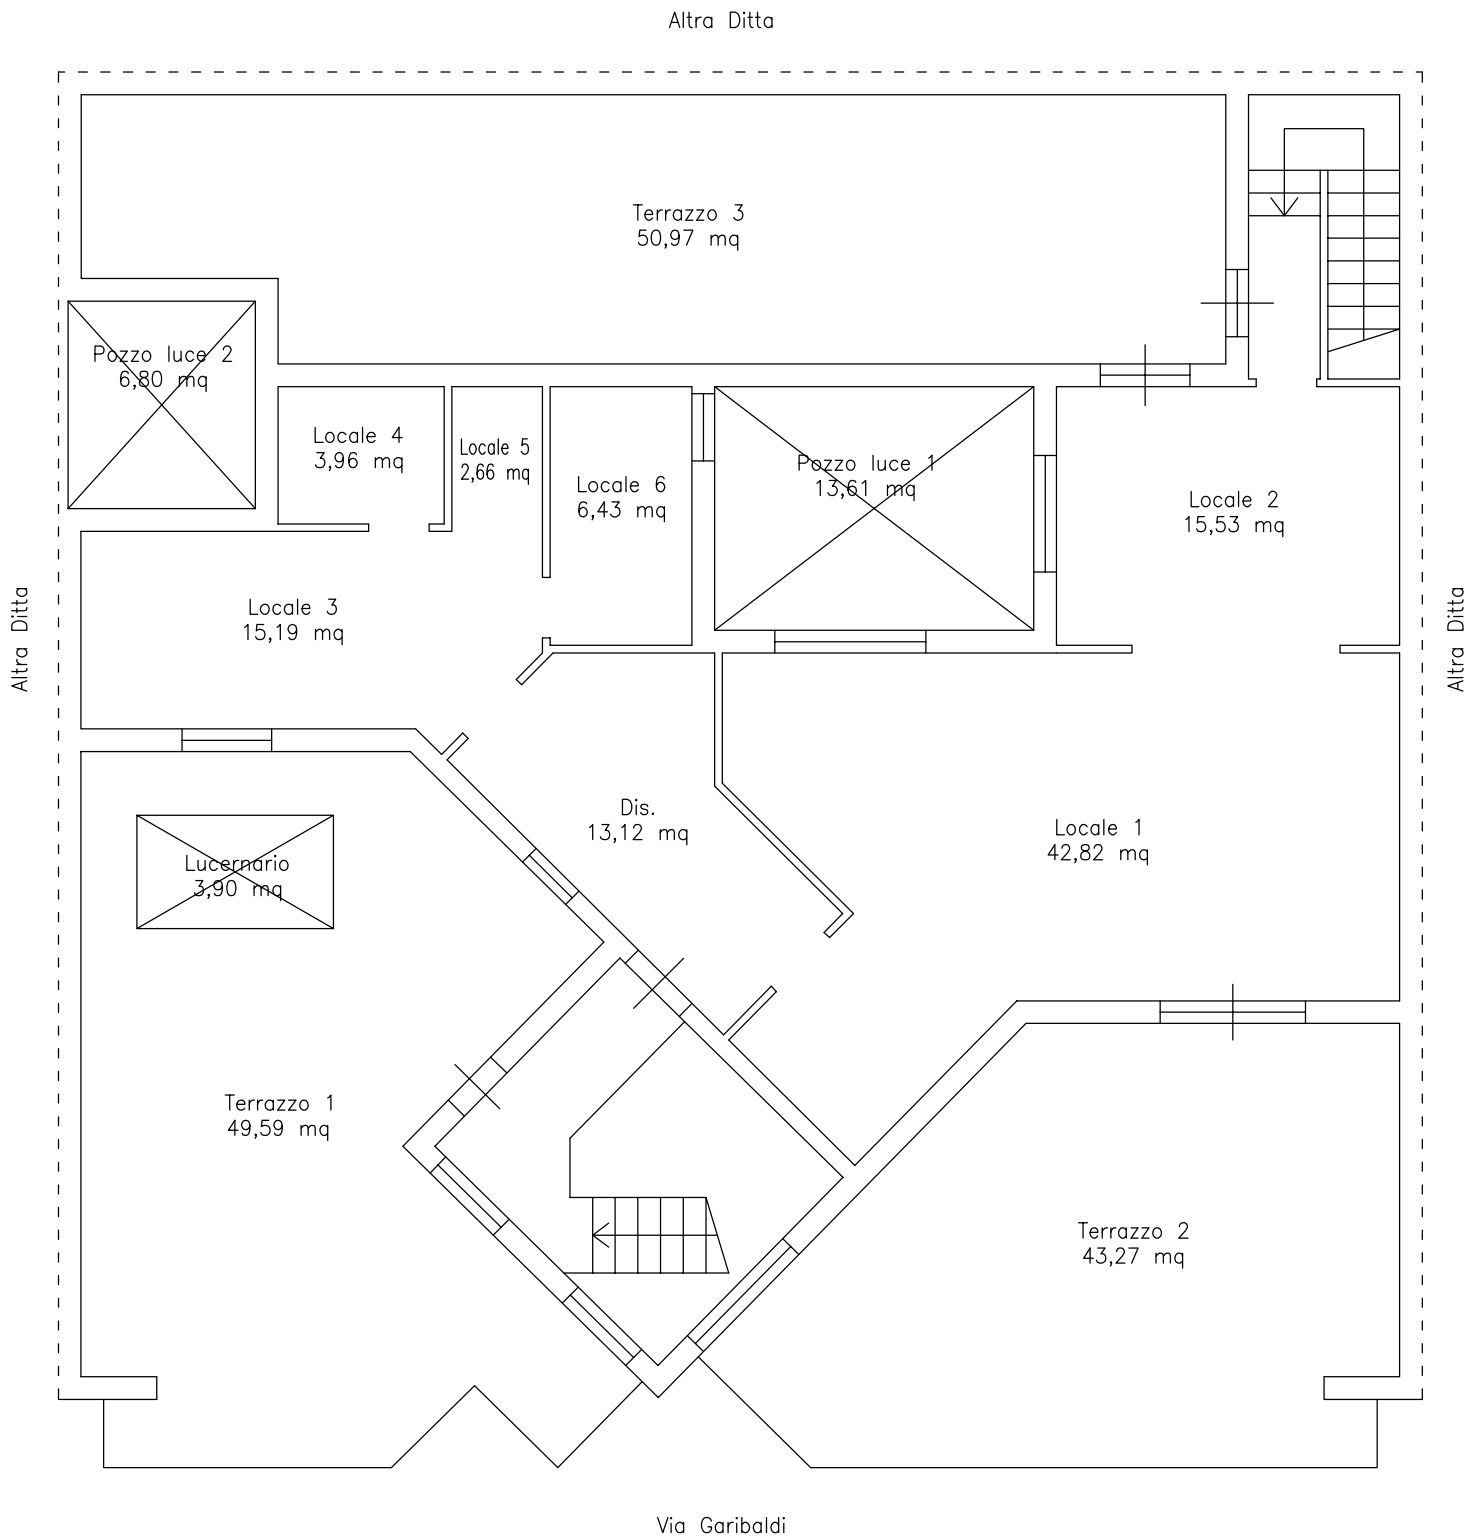 Altra Ditta
Terrazzo 3
50,97 mq
Pozzo luce 2
6,80 mq
Locale 4
3,96 mq
Locale 5
2,66 mq
Locale 6
6,43 mq
Pozzo luce 1
13,61 mq
Locale 2
15,53 mq
Altra Ditta
Locale 3
15,19 mq
Altra Ditta
Dis.
13,12 mq
Locale 1
42,82 mq
Lucernario
3,90 mq
Terrazzo 1
49,59 mq
Terrazzo 2
43,27 mq
Via Garibaldi